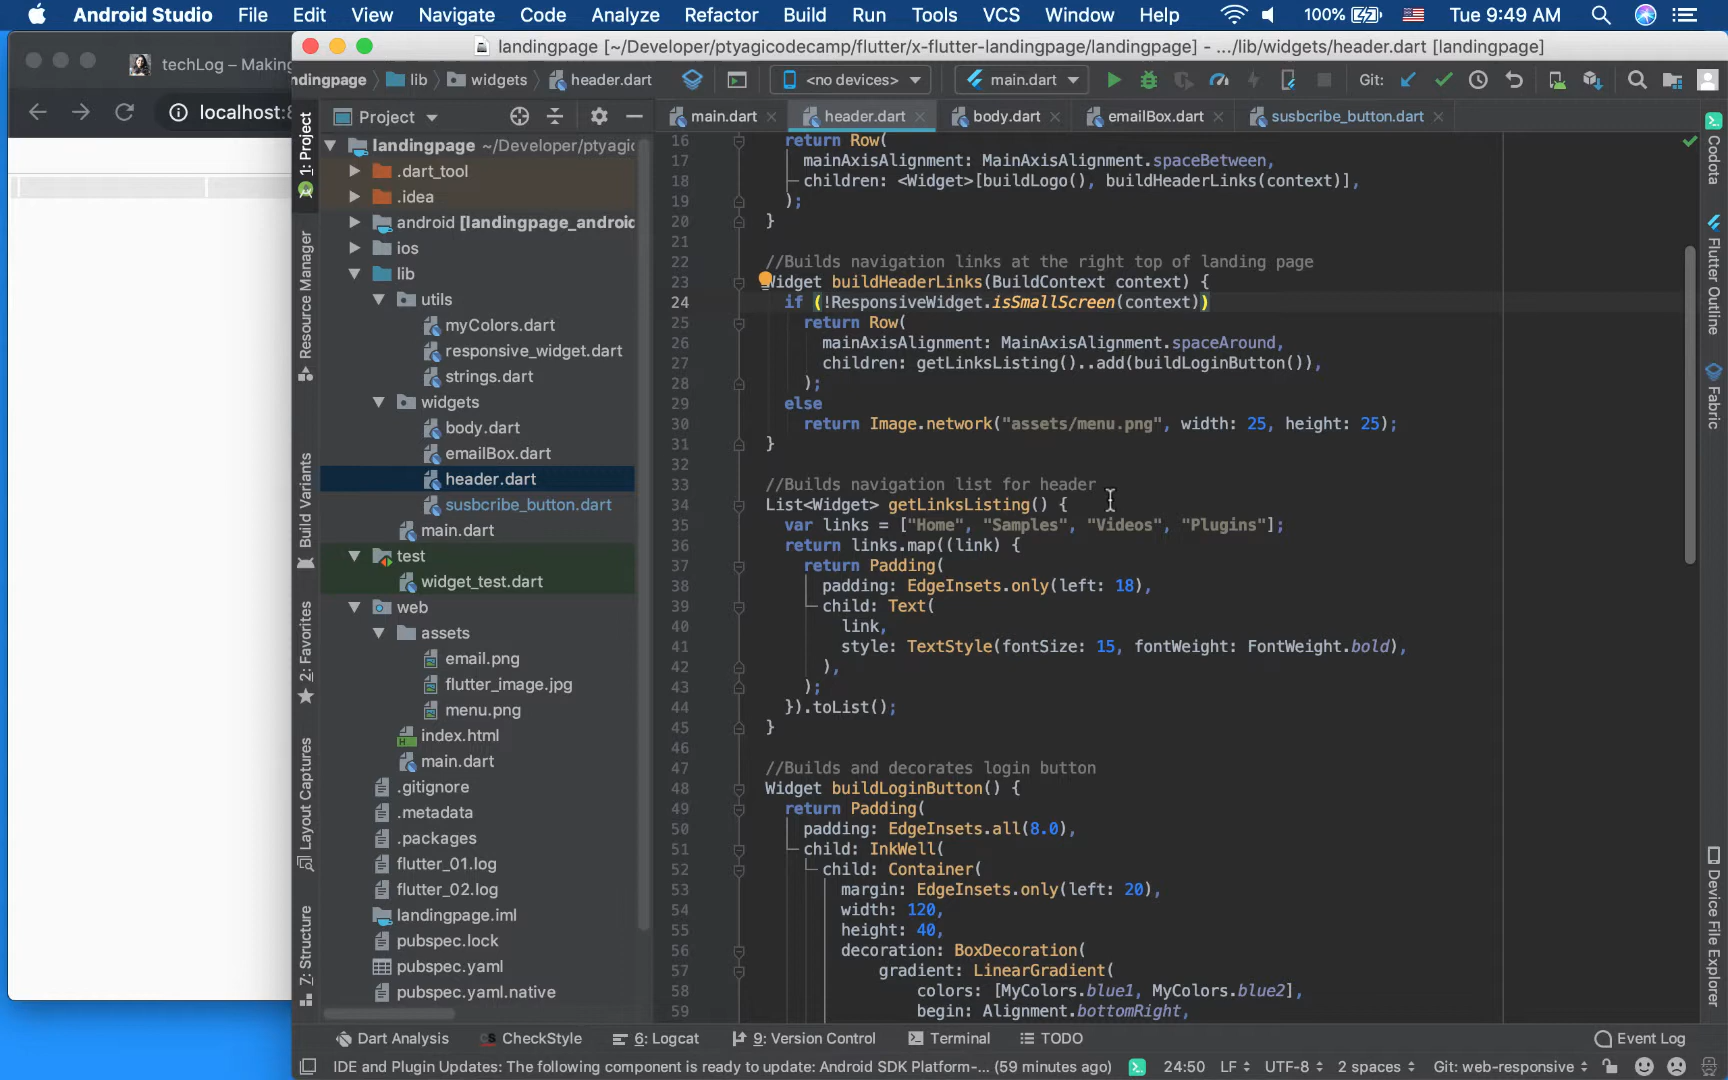 Android Studio File Edit View Navigate Code Analyze Refactor Build Run Tools VCS Window Help 100% Tue 9:49 AM
techLog – Making
localhost:8
landingpage [~/Developer/ptyagicodecamp/flutter/x-flutter-landingpage/landingpage] - .../lib/widgets/header.dart [landingpage]
ndingpage lib widgets header.dart <no devices> main.dart Git:
Project
main.dart header.dart body.dart emailBox.dart susbcribe_button.dart
1: Project
Resource Manager
Build Variants
2: Favorites
Layout Captures
7: Structure
landingpage ~/Developer/ptyagic
.dart_tool
.idea
android [landingpage_android
ios
lib
utils
myColors.dart
responsive_widget.dart
strings.dart
widgets
body.dart
emailBox.dart
header.dart
susbcribe_button.dart
main.dart
test
widget_test.dart
web
assets
email.png
flutter_image.jpg
menu.png
index.html
main.dart
.gitignore
.metadata
.packages
flutter_01.log
flutter_02.log
landingpage.iml
pubspec.lock
pubspec.yaml
pubspec.yaml.native
16 return Row(
17 mainAxisAlignment: MainAxisAlignment.spaceBetween,
18 children: <Widget>[buildLogo(), buildHeaderLinks(context)],
19 );
20 }
21
22 //Builds navigation links at the right top of landing page
23 Widget buildHeaderLinks(BuildContext context) {
24 if (!ResponsiveWidget.isSmallScreen(context))
25 return Row(
26 mainAxisAlignment: MainAxisAlignment.spaceAround,
27 children: getLinksListing()..add(buildLoginButton()),
28 );
29 else
30 return Image.network("assets/menu.png", width: 25, height: 25);
31 }
32
33 //Builds navigation list for header
34 List<Widget> getLinksListing() {
35 var links = ["Home", "Samples", "Videos", "Plugins"];
36 return links.map((link) {
37 return Padding(
38 padding: EdgeInsets.only(left: 18),
39 child: Text(
40 link,
41 style: TextStyle(fontSize: 15, fontWeight: FontWeight.bold),
42 ),
43 );
44 }).toList();
45 }
46
47 //Builds and decorates login button
48 Widget buildLoginButton() {
49 return Padding(
50 padding: EdgeInsets.all(8.0),
51 child: InkWell(
52 child: Container(
53 margin: EdgeInsets.only(left: 20),
54 width: 120,
55 height: 40,
56 decoration: BoxDecoration(
57 gradient: LinearGradient(
58 colors: [MyColors.blue1, MyColors.blue2],
59 begin: Alignment.bottomRight,
Codota
Flutter Outline
Fabric
Device File Explorer
Dart Analysis CheckStyle 6: Logcat 9: Version Control Terminal TODO Event Log
IDE and Plugin Updates: The following component is ready to update: Android SDK Platform-... (59 minutes ago) 24:50 LF UTF-8 2 spaces Git: web-responsive